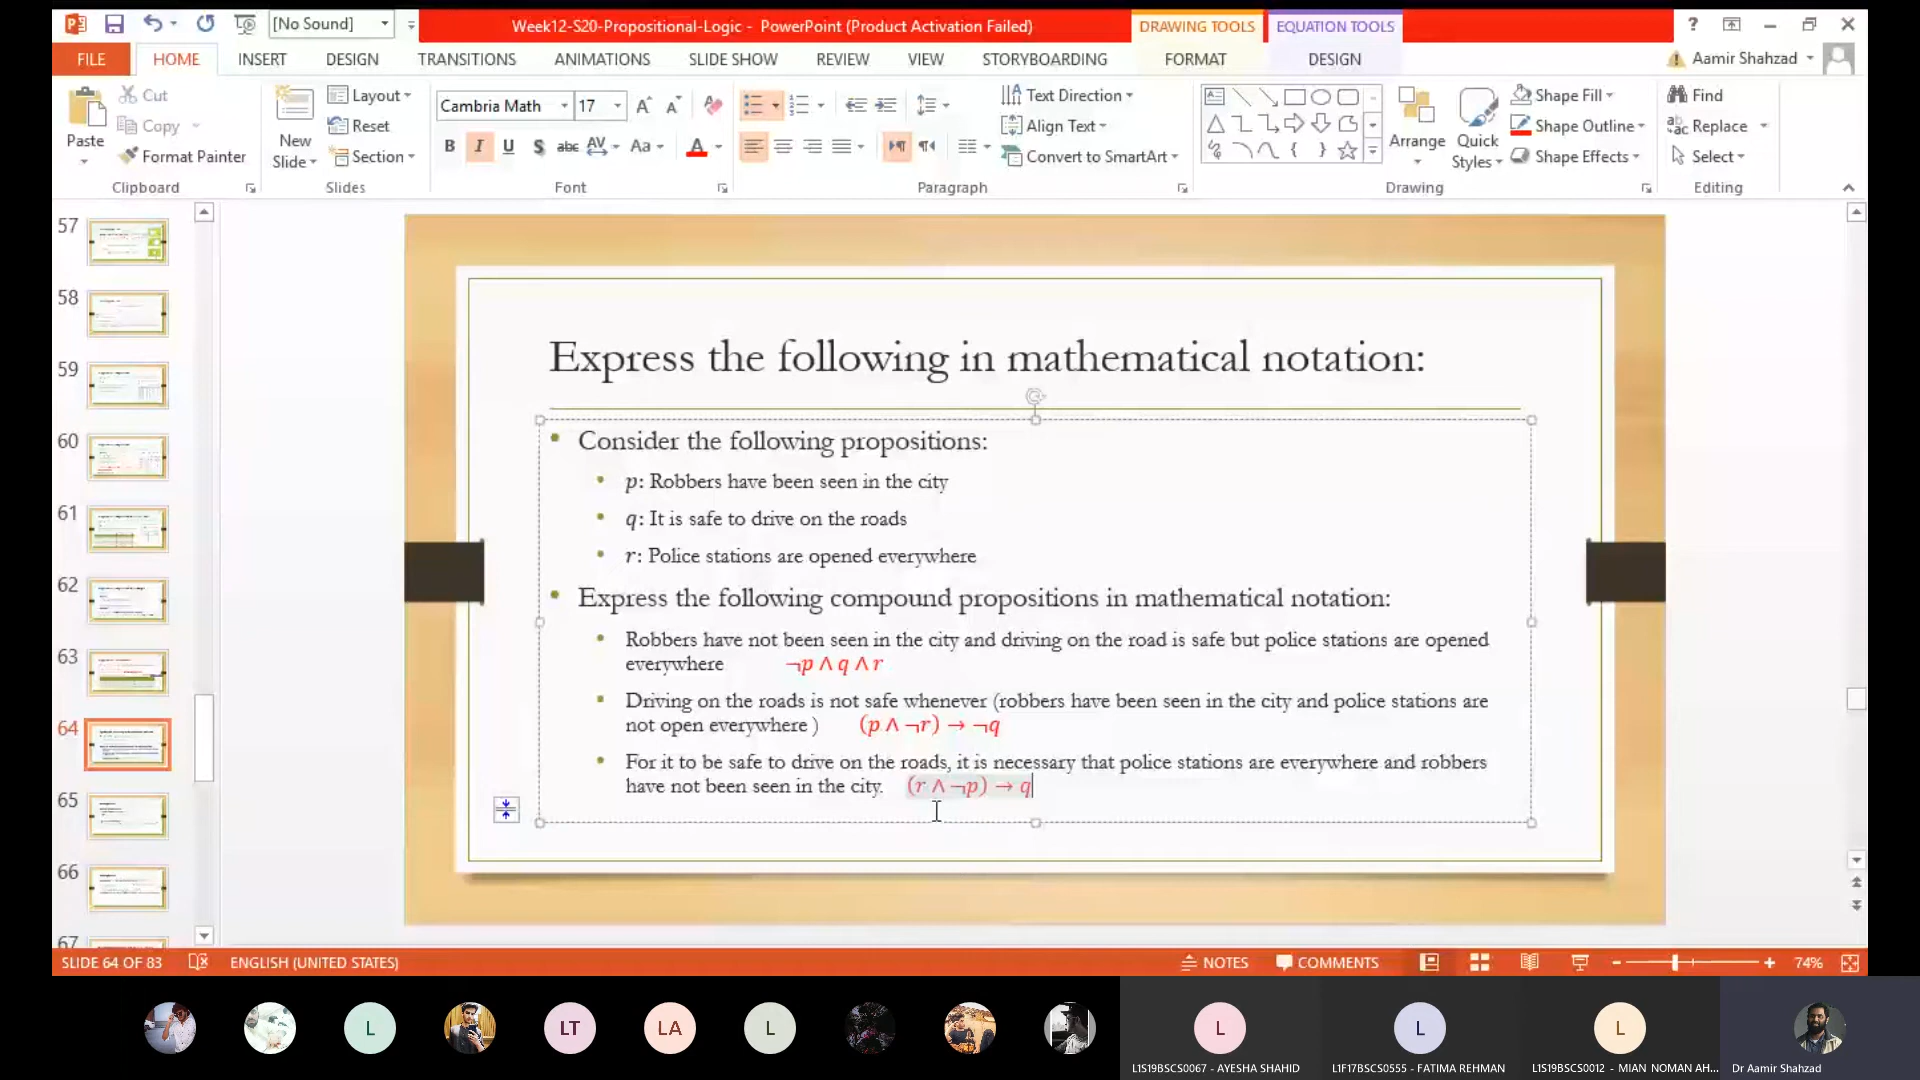 [No Sound]
Week12-S20-Propositional-Logic - PowerPoint (Product Activation Failed)
DRAWING TOOLS
EQUATION TOOLS
?
FILE
HOME
INSERT
DESIGN
TRANSITIONS
ANIMATIONS
SLIDE SHOW
REVIEW
VIEW
STORYBOARDING
FORMAT
DESIGN
Aamir Shahzad
Paste
Cut
Copy
Format Painter
Clipboard
New
Slide
Layout
Reset
Section
Slides
Cambria Math
17
B I U S abc AV Aa A
Font
Text Direction
Align Text
Convert to SmartArt
Paragraph
Arrange
Quick
Styles
Shape Fill
Shape Outline
Shape Effects
Drawing
Find
Replace
Select
Editing
57
58
59
60
61
62
63
64
65
66
67
Express the following in mathematical notation:
• Consider the following propositions:
• p: Robbers have been seen in the city
• q: It is safe to drive on the roads
• r: Police stations are opened everywhere
• Express the following compound propositions in mathematical notation:
• Robbers have not been seen in the city and driving on the road is safe but police stations are opened
everywhere ¬p ∧ q ∧ r
• Driving on the roads is not safe whenever (robbers have been seen in the city and police stations are
not open everywhere ) (p ∧ ¬r) → ¬q
• For it to be safe to drive on the roads, it is necessary that police stations are everywhere and robbers
have not been seen in the city. (r ∧ ¬p) → q
SLIDE 64 OF 83
ENGLISH (UNITED STATES)
NOTES
COMMENTS
74%
L
LT
LA
L
L
L
L
L1S19BSCS0067 - AYESHA SHAHID
L1F17BSCS0555 - FATIMA REHMAN
L1S19BSCS0012 - MIAN NOMAN AH...
Dr Aamir Shahzad